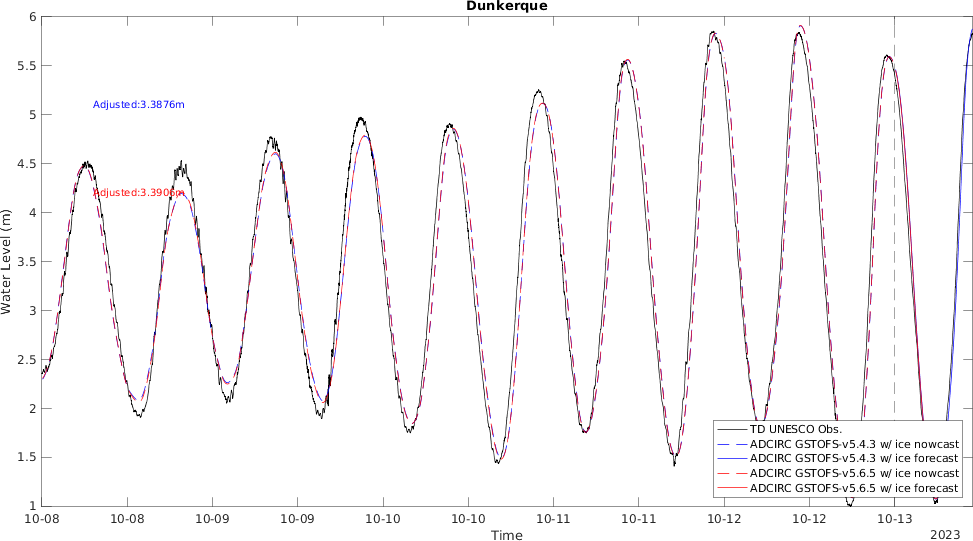 Dunkerque
6
5.5
5
4.5
4
3.5
3
2.5
2
1.5
1
Water Level (m)
Adjusted:3.3876m
Adjusted:3.3906m
TD UNESCO Obs.
ADCIRC GSTOFS-v5.4.3 w/ ice nowcast
ADCIRC GSTOFS-v5.4.3 w/ ice forecast
ADCIRC GSTOFS-v5.6.5 w/ ice nowcast
ADCIRC GSTOFS-v5.6.5 w/ ice forecast
10-08 10-08 10-09 10-09 10-10 10-10 10-11 10-11 10-12 10-12 10-13
Time
2023